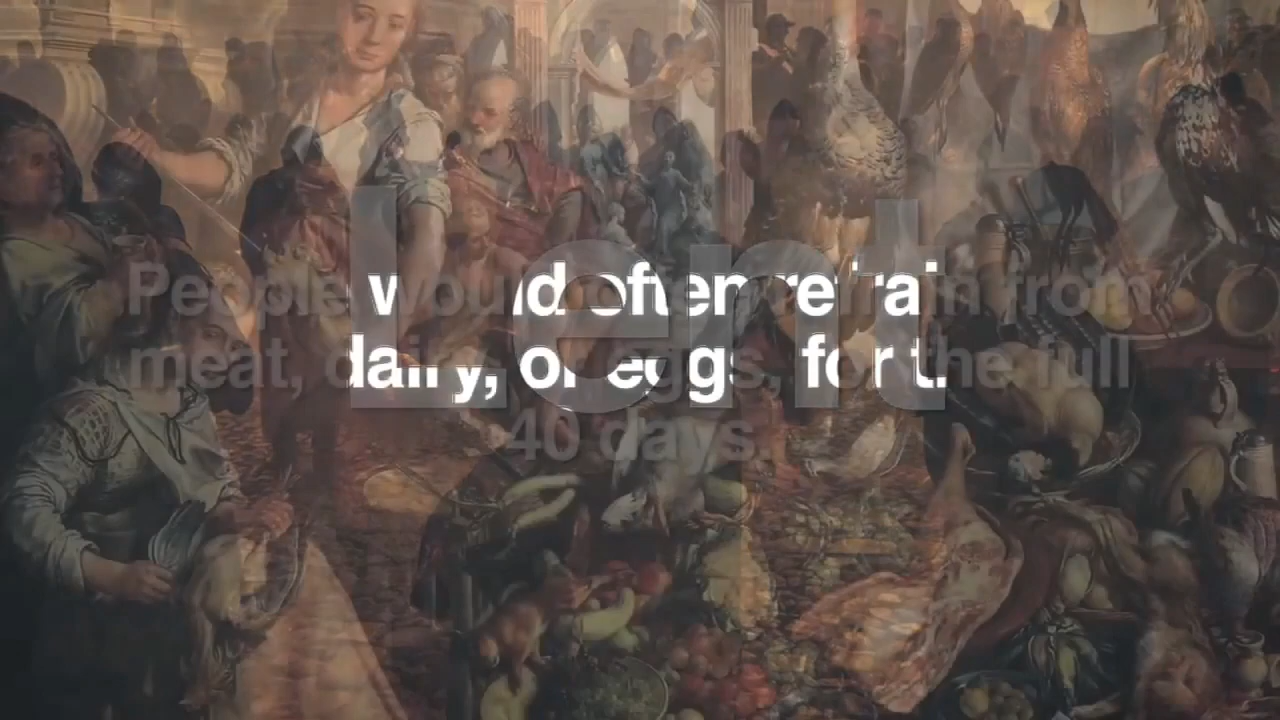 Lent
People would often refrain from
meat, dairy, or eggs, for the full
40 days.